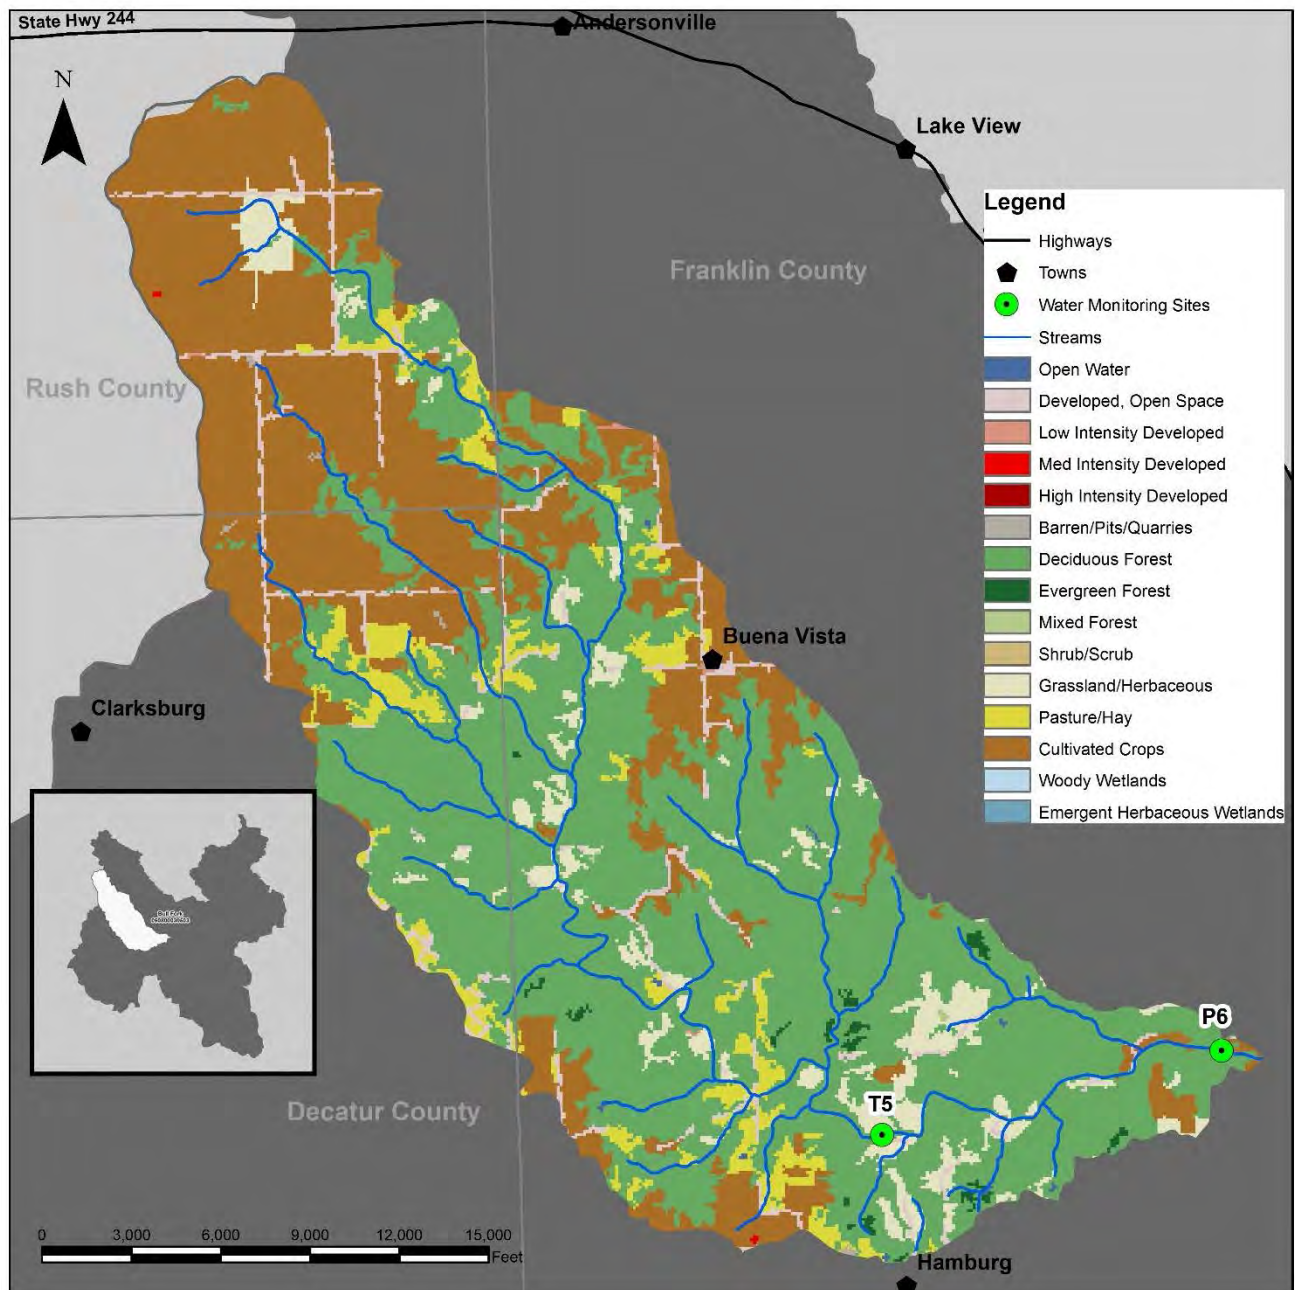 State Hwy 244
Andersonville
N
Lake View
Legend
Highways
Towns
Water Monitoring Sites
Streams
Open Water
Developed, Open Space
Low Intensity Developed
Med Intensity Developed
High Intensity Developed
Barren/Pits/Quarries
Deciduous Forest
Evergreen Forest
Mixed Forest
Shrub/Scrub
Grassland/Herbaceous
Pasture/Hay
Cultivated Crops
Woody Wetlands
Emergent Herbaceous Wetlands
Franklin County
Rush County
Buena Vista
Clarksburg
P6
T5
Decatur County
0 3,000 6,000 9,000 12,000 15,000
Feet
Hamburg